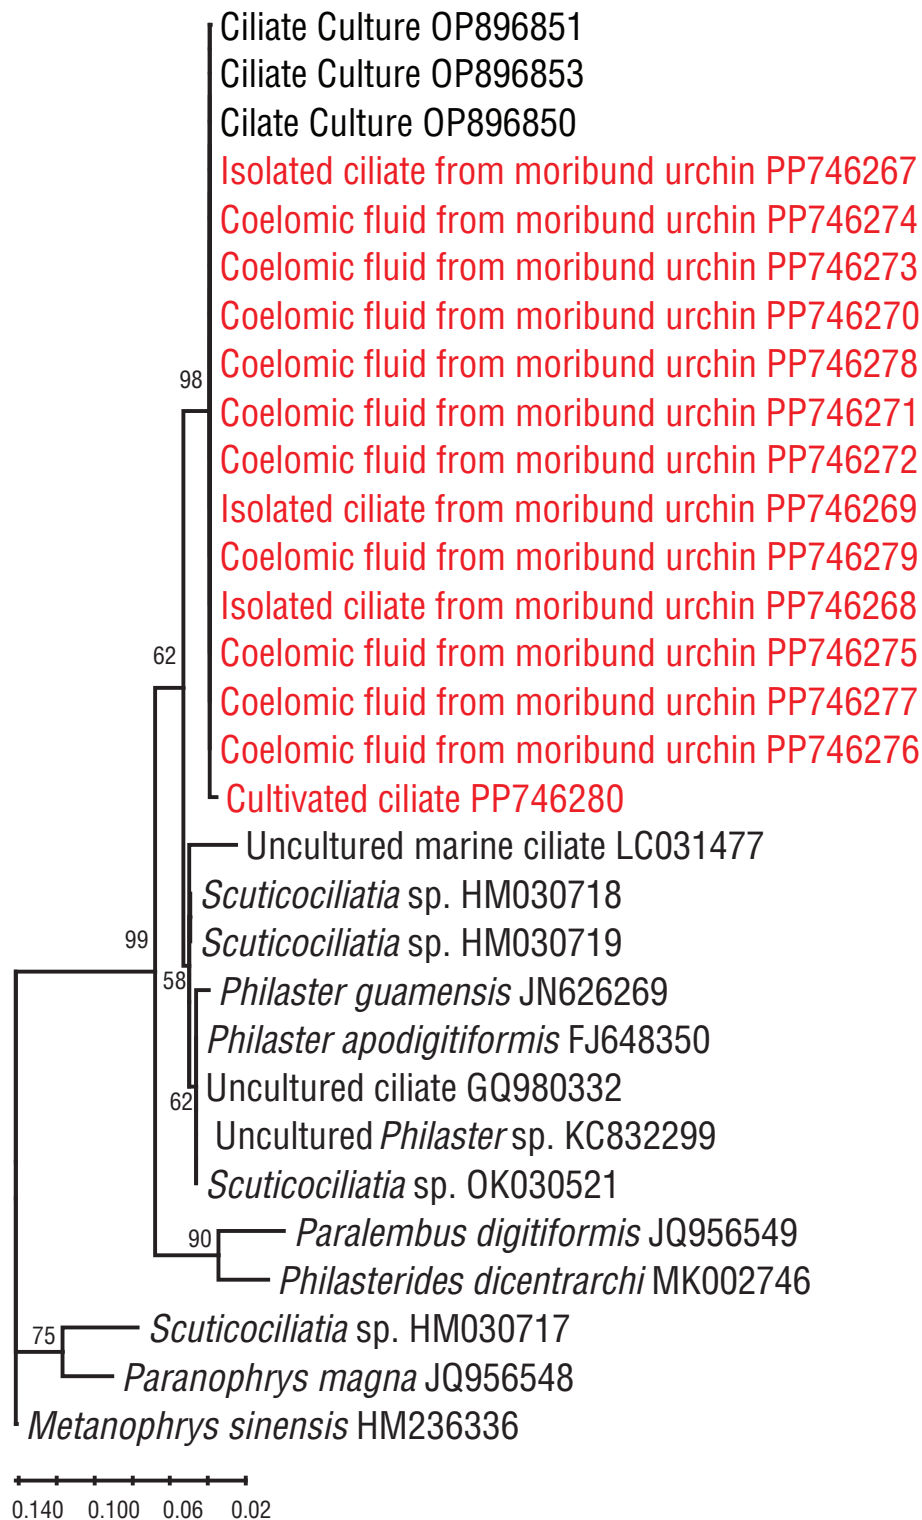 Ciliate Culture OP896851
Ciliate Culture OP896853
Cilate Culture OP896850
Isolated ciliate from moribund urchin PP746267
Coelomic fluid from moribund urchin PP746274
Coelomic fluid from moribund urchin PP746273
Coelomic fluid from moribund urchin PP746270
Coelomic fluid from moribund urchin PP746278
98
Coelomic fluid from moribund urchin PP746271
Coelomic fluid from moribund urchin PP746272
Isolated ciliate from moribund urchin PP746269
Coelomic fluid from moribund urchin PP746279
Isolated ciliate from moribund urchin PP746268
Coelomic fluid from moribund urchin PP746275
62
Coelomic fluid from moribund urchin PP746277
Coelomic fluid from moribund urchin PP746276
Cultivated ciliate PP746280
Uncultured marine ciliate LC031477
Scuticociliatia sp. HM030718
99
Scuticociliatia sp. HM030719
58
Philaster guamensis JN626269
Philaster apodigitiformis FJ648350
Uncultured ciliate GQ980332
62
Uncultured Philaster sp. KC832299
Scuticociliatia sp. OK030521
Paralembus digitiformis JQ956549
90
Philasterides dicentrarchi MK002746
Scuticociliatia sp. HM030717
75
Paranophrys magna JQ956548
Metanophrys sinensis HM236336
0.140 0.100 0.06 0.02